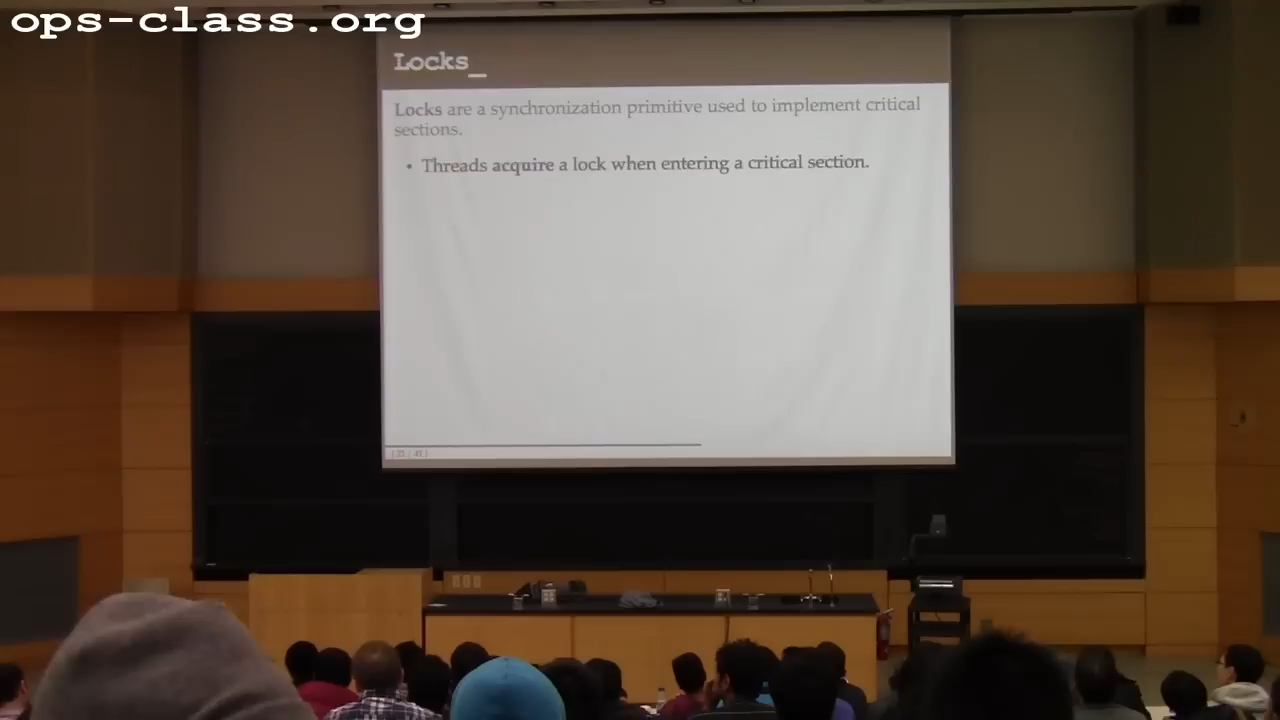 ops-class.org
Locks_
Locks are a synchronization primitive used to implement critical
sections.
• Threads acquire a lock when entering a critical section.